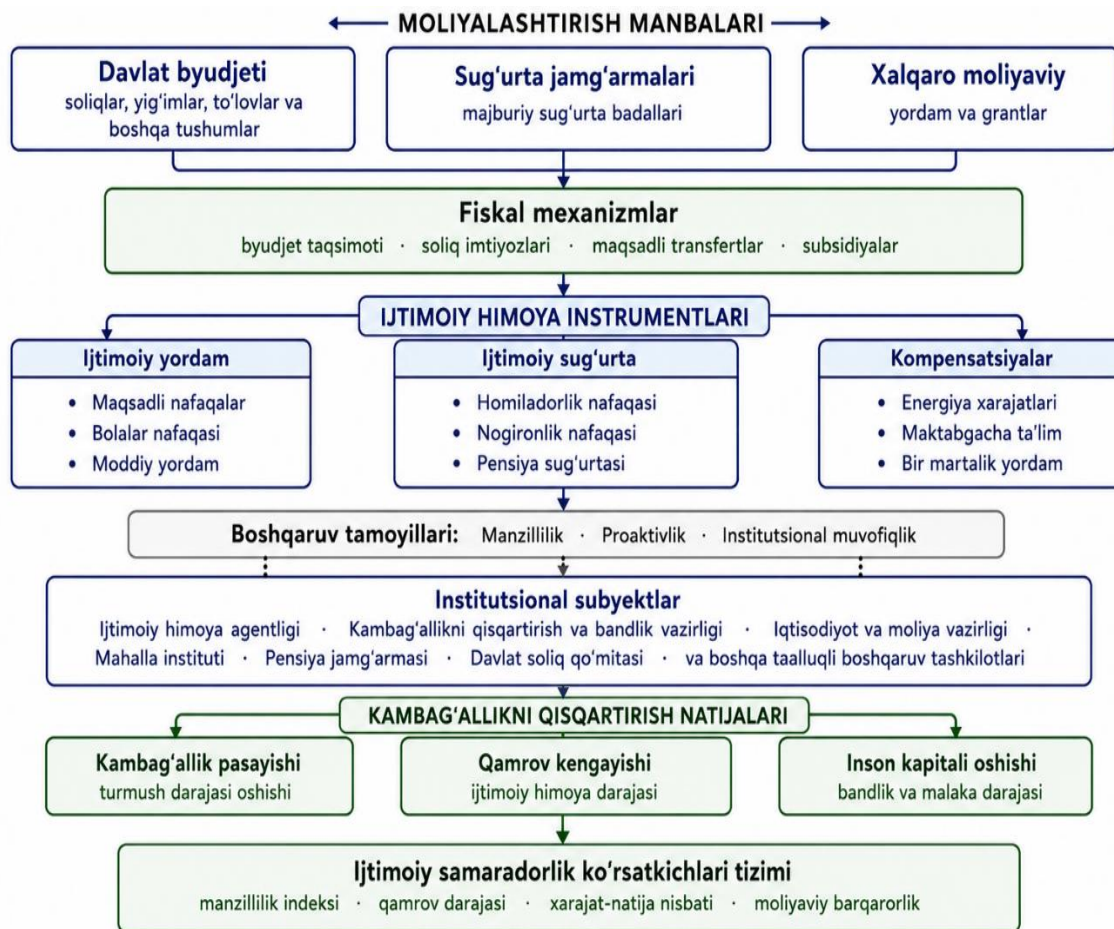 MOLIYALASHTIRISH MANBALARI
Davlat byudjeti
soliqlar, yig‘imlar, to‘lovlar va
boshqa tushumlar
Sug‘urta jamg‘armalari
majburiy sug‘urta badallari
Xalqaro moliyaviy
yordam va grantlar
Fiskal mexanizmlar
byudjet taqsimoti · soliq imtiyozlari · maqsadli transfertlar · subsidiyalar
IJTIMOIY HIMOYA INSTRUMENTLARI
Ijtimoiy yordam
• Maqsadli nafaqalar
• Bolalar nafaqasi
• Moddiy yordam
Ijtimoiy sug‘urta
• Homiladorlik nafaqasi
• Nogironlik nafaqasi
• Pensiya sug‘urtasi
Kompensatsiyalar
• Energiya xarajatlari
• Maktabgacha ta’lim
• Bir martalik yordam
Boshqaruv tamoyillari: Manzillilik · Proaktivlik · Institutsional muvofiqlik
Institutsional subyektlar
Ijtimoiy himoya agentligi · Kambag‘allikni qisqartirish va bandlik vazirligi · Iqtisodiyot va moliya vazirligi ·
Mahalla instituti · Pensiya jamg‘armasi · Davlat soliq qo‘mitasi · va boshqa taalluqli boshqaruv tashkilotlari
KAMBAG‘ALLIKNI QISQARTIRISH NATIJALARI
Kambag‘allik pasayishi
turmush darajasi oshishi
Qamrov kengayishi
ijtimoiy himoya darajasi
Inson kapitali oshishi
bandlik va malaka darajasi
Ijtimoiy samaradorlik ko‘rsatkichlari tizimi
manzillilik indeksi · qamrov darajasi · xarajat-natija nisbati · moliyaviy barqarorlik